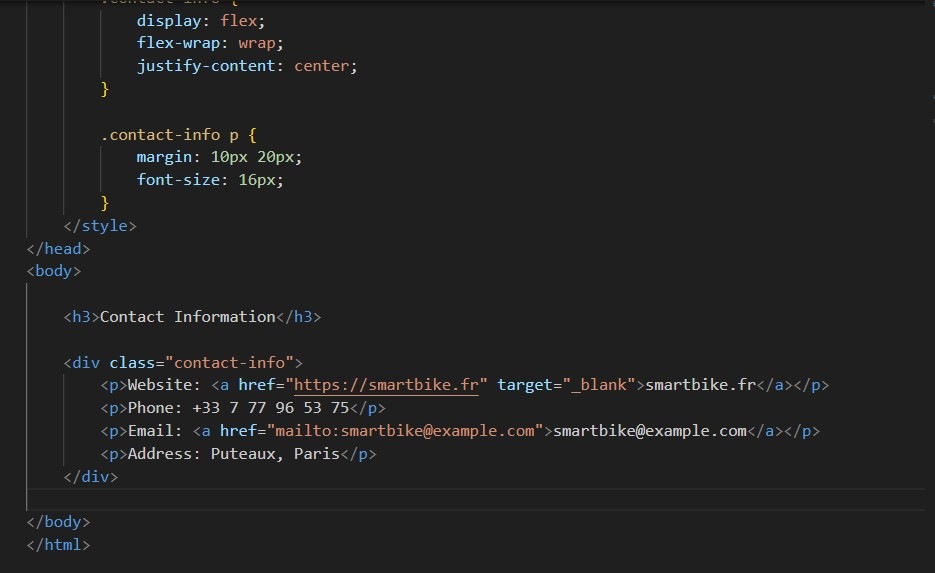 .contact-info {
display: flex;
flex-wrap: wrap;
justify-content: center;
}
.contact-info p {
margin: 10px 20px;
font-size: 16px;
}
</style>
</head>
<body>
<h3>Contact Information</h3>
<div class="contact-info">
<p>Website: <a href="https://smartbike.fr" target="_blank">smartbike.fr</a></p>
<p>Phone: +33 7 77 96 53 75</p>
<p>Email: <a href="mailto:smartbike@example.com">smartbike@example.com</a></p>
<p>Address: Puteaux, Paris</p>
</div>
</body>
</html>